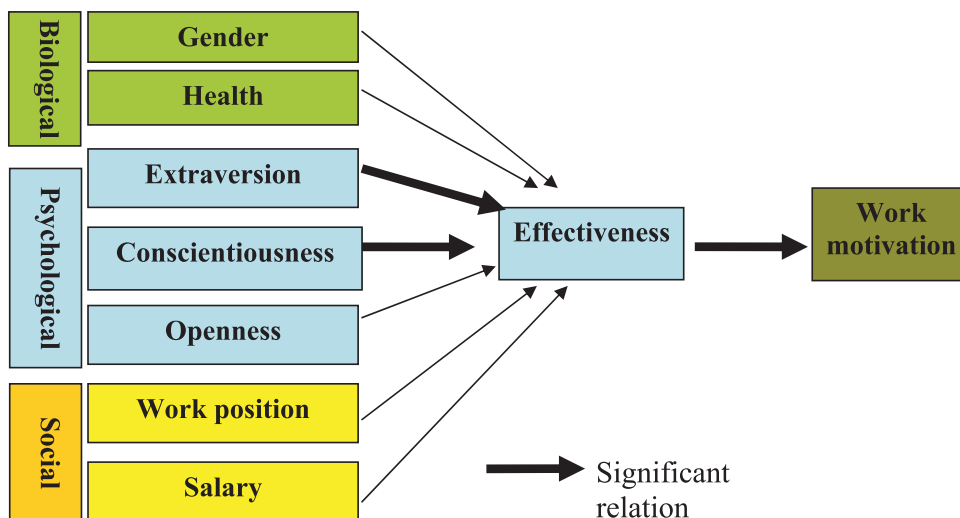 Biological
Gender
Health
Psychological
Extraversion
Conscientiousness
Openness
Social
Work position
Salary
Effectiveness
Work
motivation
Significant
relation